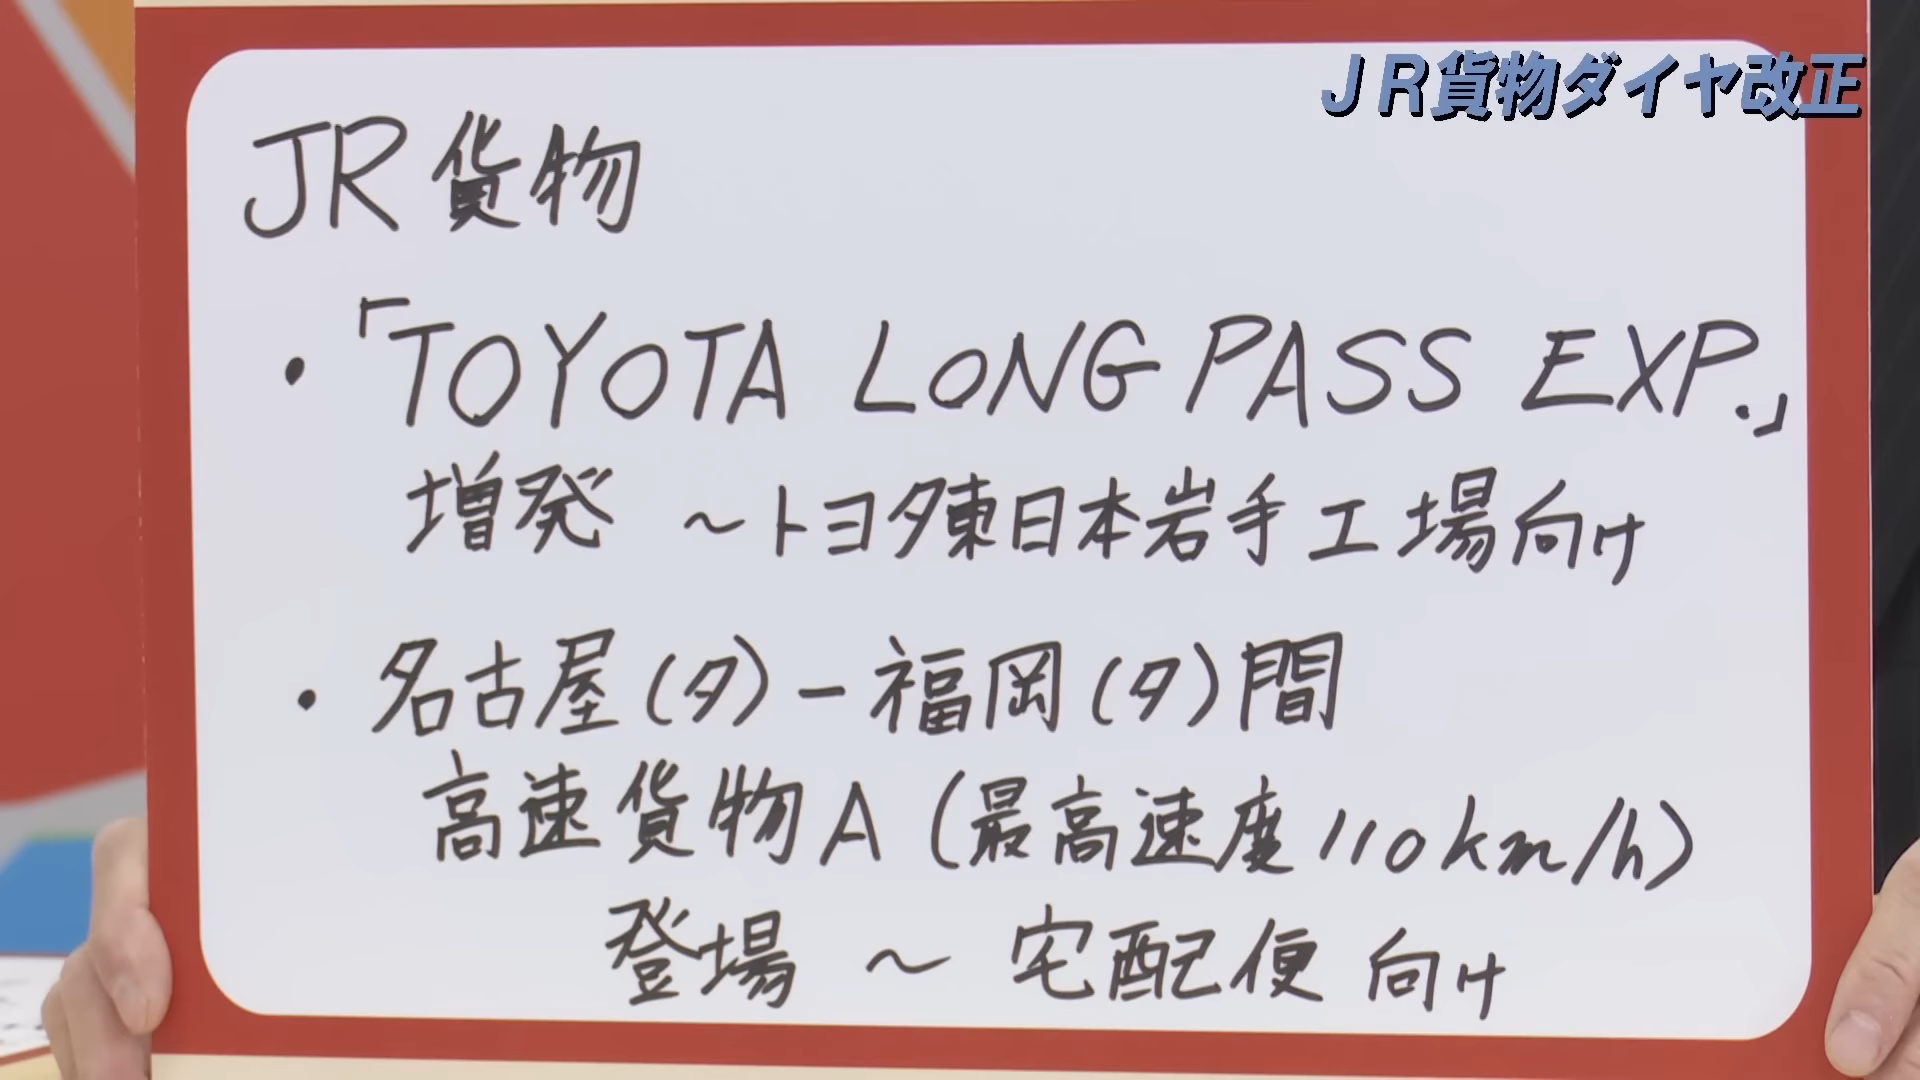 JR貨物ダイヤ改正
JR貨物
・「TOYOTA LONG PASS EXP.」
増発 ～トヨタ東日本岩手工場向け
・名古屋(タ)－福岡(タ)間
高速貨物A(最高速度110km/h)
登場 ～ 宅配便向け